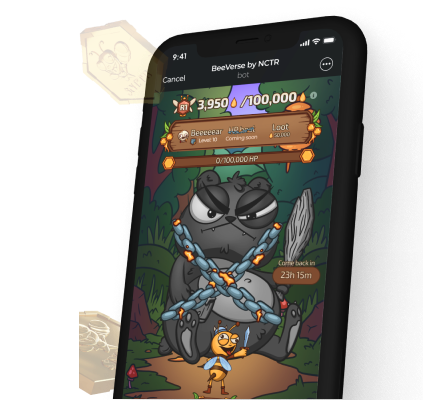 9:41
BeeVerse by NCTR
Cancel
bot
3,950 / 100,000
Beeeeear
Loot
Level 10
Coming soon
0/100,000 HP
Come back in
23h 15m